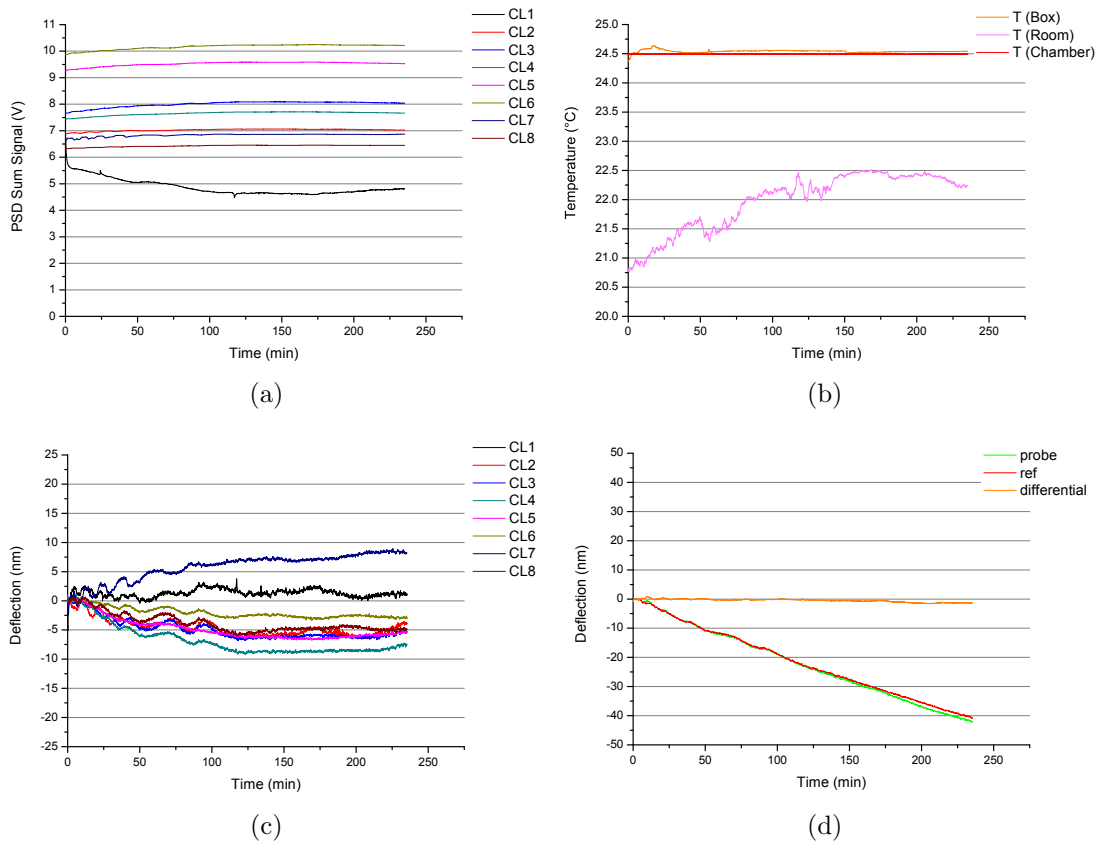 CL1
CL2
CL3
CL4
CL5
CL6
CL7
CL8
11
10
9
8
7
6
5
4
3
2
1
0
PSD Sum Signal (V)
0 50 100 150 200 250
Time (min)
(a)
T (Box)
T (Room)
T (Chamber)
25.0
24.5
24.0
23.5
23.0
22.5
22.0
21.5
21.0
20.5
20.0
Temperature (°C)
0 50 100 150 200 250
Time (min)
(b)
CL1
CL2
CL3
CL4
CL5
CL6
CL7
CL8
25
20
15
10
5
0
-5
-10
-15
-20
-25
Deflection (nm)
0 50 100 150 200 250
Time (min)
(c)
probe
ref
differential
50
40
30
20
10
0
-10
-20
-30
-40
-50
Deflection (nm)
0 50 100 150 200 250
Time (min)
(d)